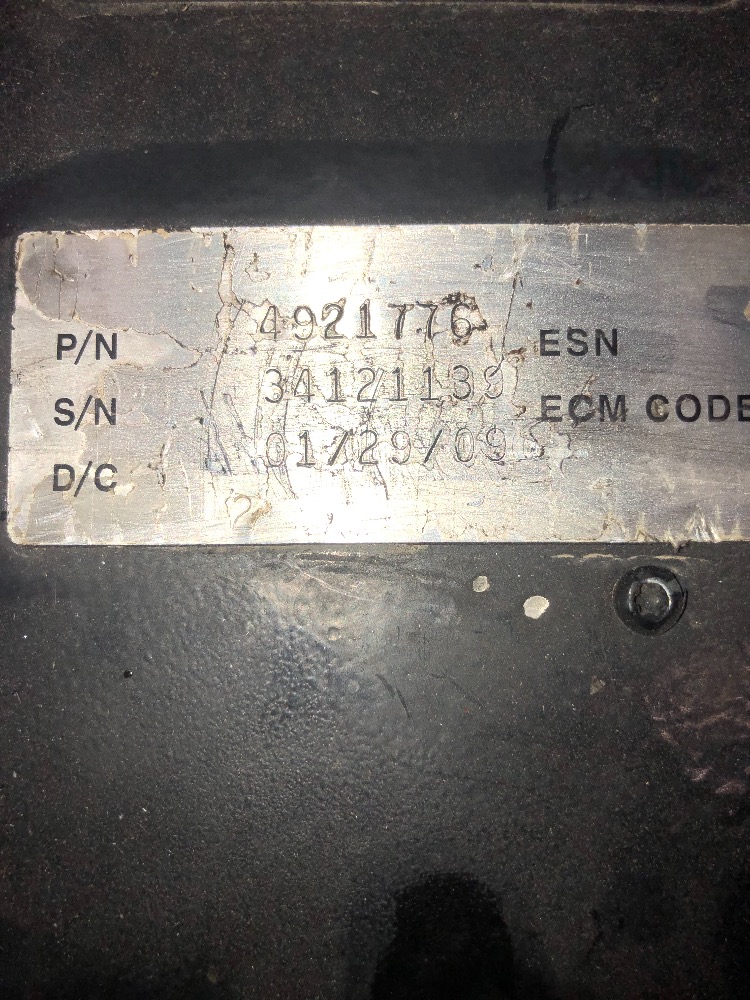 P/N 4921776 ESN
S/N 34121139 ECM CODE
D/C 01/29/09